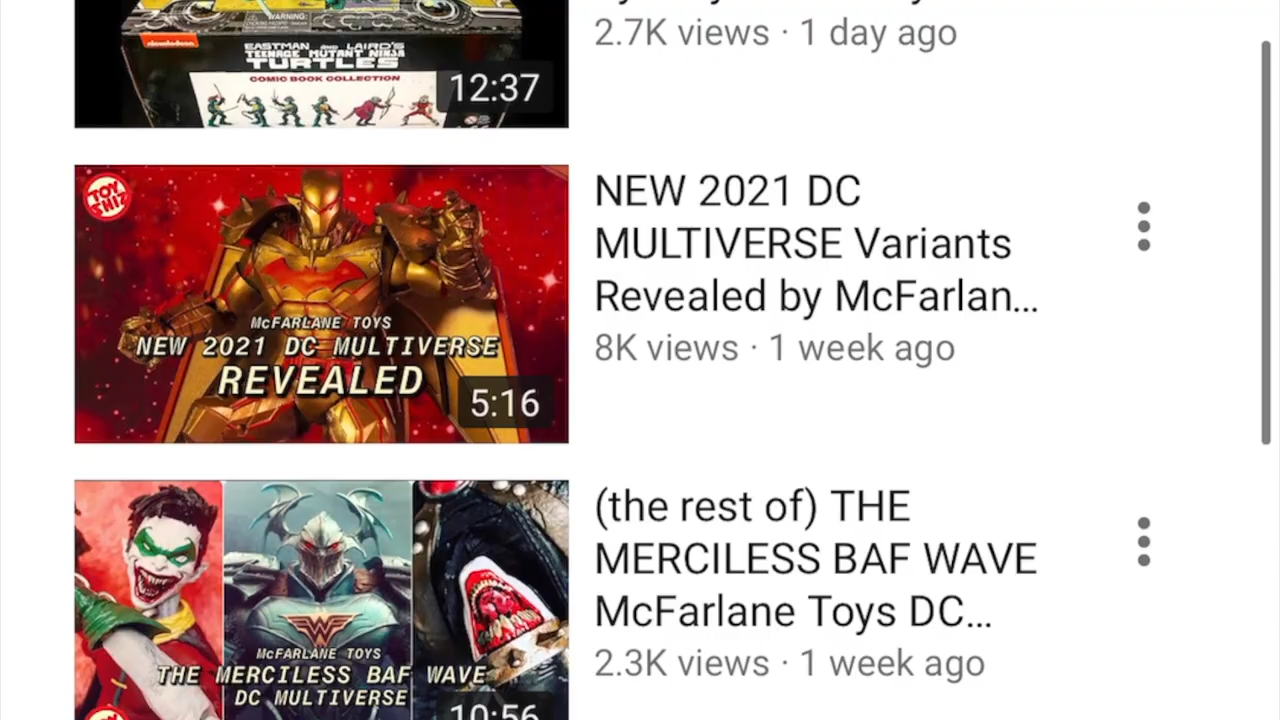 2.7K views · 1 day ago
WARNING:
nickelodeon
EASTMAN AND LAIRD'S
TEENAGE MUTANT NINJA
TURTLES
COMIC BOOK COLLECTION
12:37
TOY
SHIZ
McFARLANE TOYS
NEW 2021 DC MULTIVERSE
REVEALED
5:16
NEW 2021 DC
MULTIVERSE Variants
Revealed by McFarlan...
8K views · 1 week ago
McFARLANE TOYS
THE MERCILESS BAF WAVE
DC MULTIVERSE
10:56
(the rest of) THE
MERCILESS BAF WAVE
McFarlane Toys DC...
2.3K views · 1 week ago